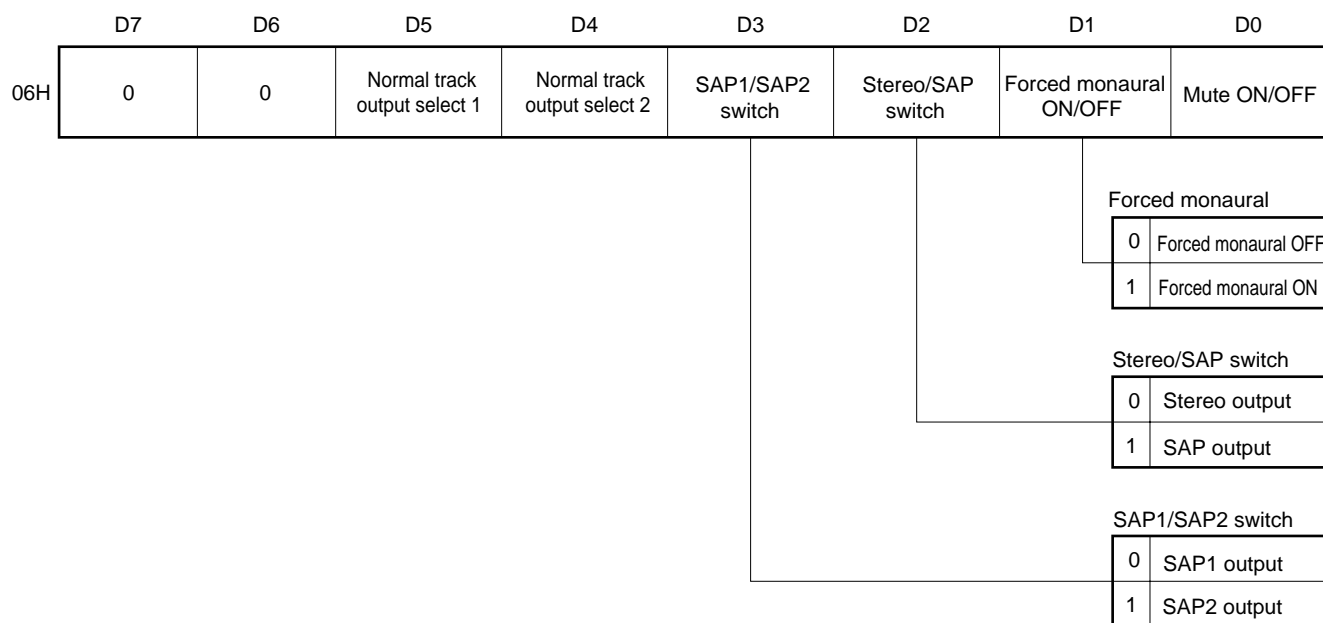 D7 D6 D5 D4 D3 D2 D1 D0
06H 0 0 Normal track output select 1 Normal track output select 2 SAP1/SAP2 switch Stereo/SAP switch Forced monaural ON/OFF Mute ON/OFF
Forced monaural
0 Forced monaural OFF
1 Forced monaural ON
Stereo/SAP switch
0 Stereo output
1 SAP output
SAP1/SAP2 switch
0 SAP1 output
1 SAP2 output